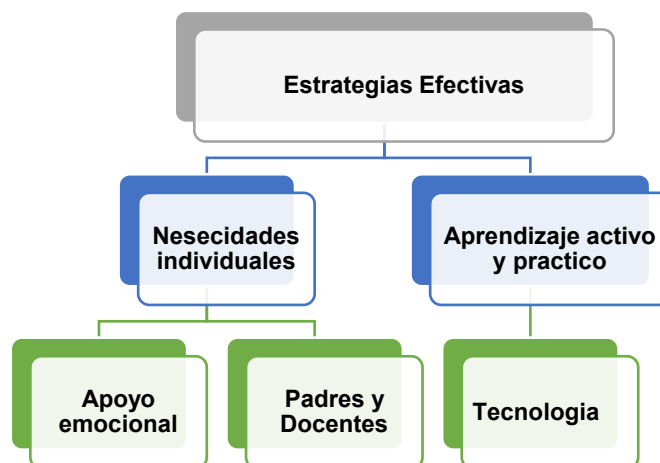 Estrategias Efectivas
Nesecidades
individuales
Aprendizaje activo
y practico
Apoyo
emocional
Padres y
Docentes
Tecnologia